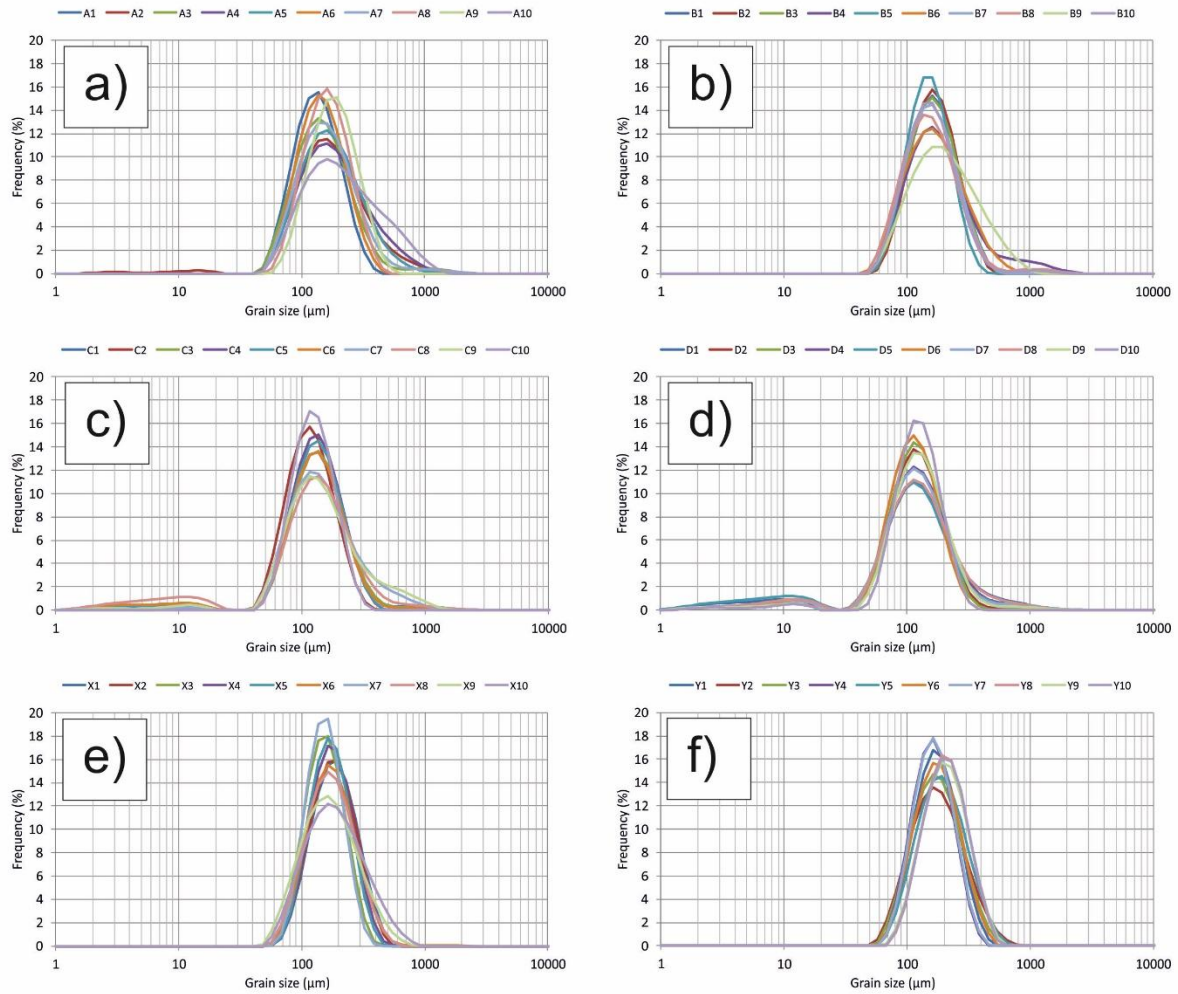 A1 A2 A3 A4 A5 A6 A7 A8 A9 A10
a)
Frequency (%)
20
18
16
14
12
10
8
6
4
2
0
1 10 100 1000 10000
Grain size (µm)
B1 B2 B3 B4 B5 B6 B7 B8 B9 B10
b)
Frequency (%)
20
18
16
14
12
10
8
6
4
2
0
1 10 100 1000 10000
Grain size (µm)
C1 C2 C3 C4 C5 C6 C7 C8 C9 C10
c)
Frequency (%)
20
18
16
14
12
10
8
6
4
2
0
1 10 100 1000 10000
Grain size (µm)
D1 D2 D3 D4 D5 D6 D7 D8 D9 D10
d)
Frequency (%)
20
18
16
14
12
10
8
6
4
2
0
1 10 100 1000 10000
Grain size (µm)
X1 X2 X3 X4 X5 X6 X7 X8 X9 X10
e)
Frequency (%)
20
18
16
14
12
10
8
6
4
2
0
1 10 100 1000 10000
Grain size (µm)
Y1 Y2 Y3 Y4 Y5 Y6 Y7 Y8 Y9 Y10
f)
Frequency (%)
20
18
16
14
12
10
8
6
4
2
0
1 10 100 1000 10000
Grain size (µm)